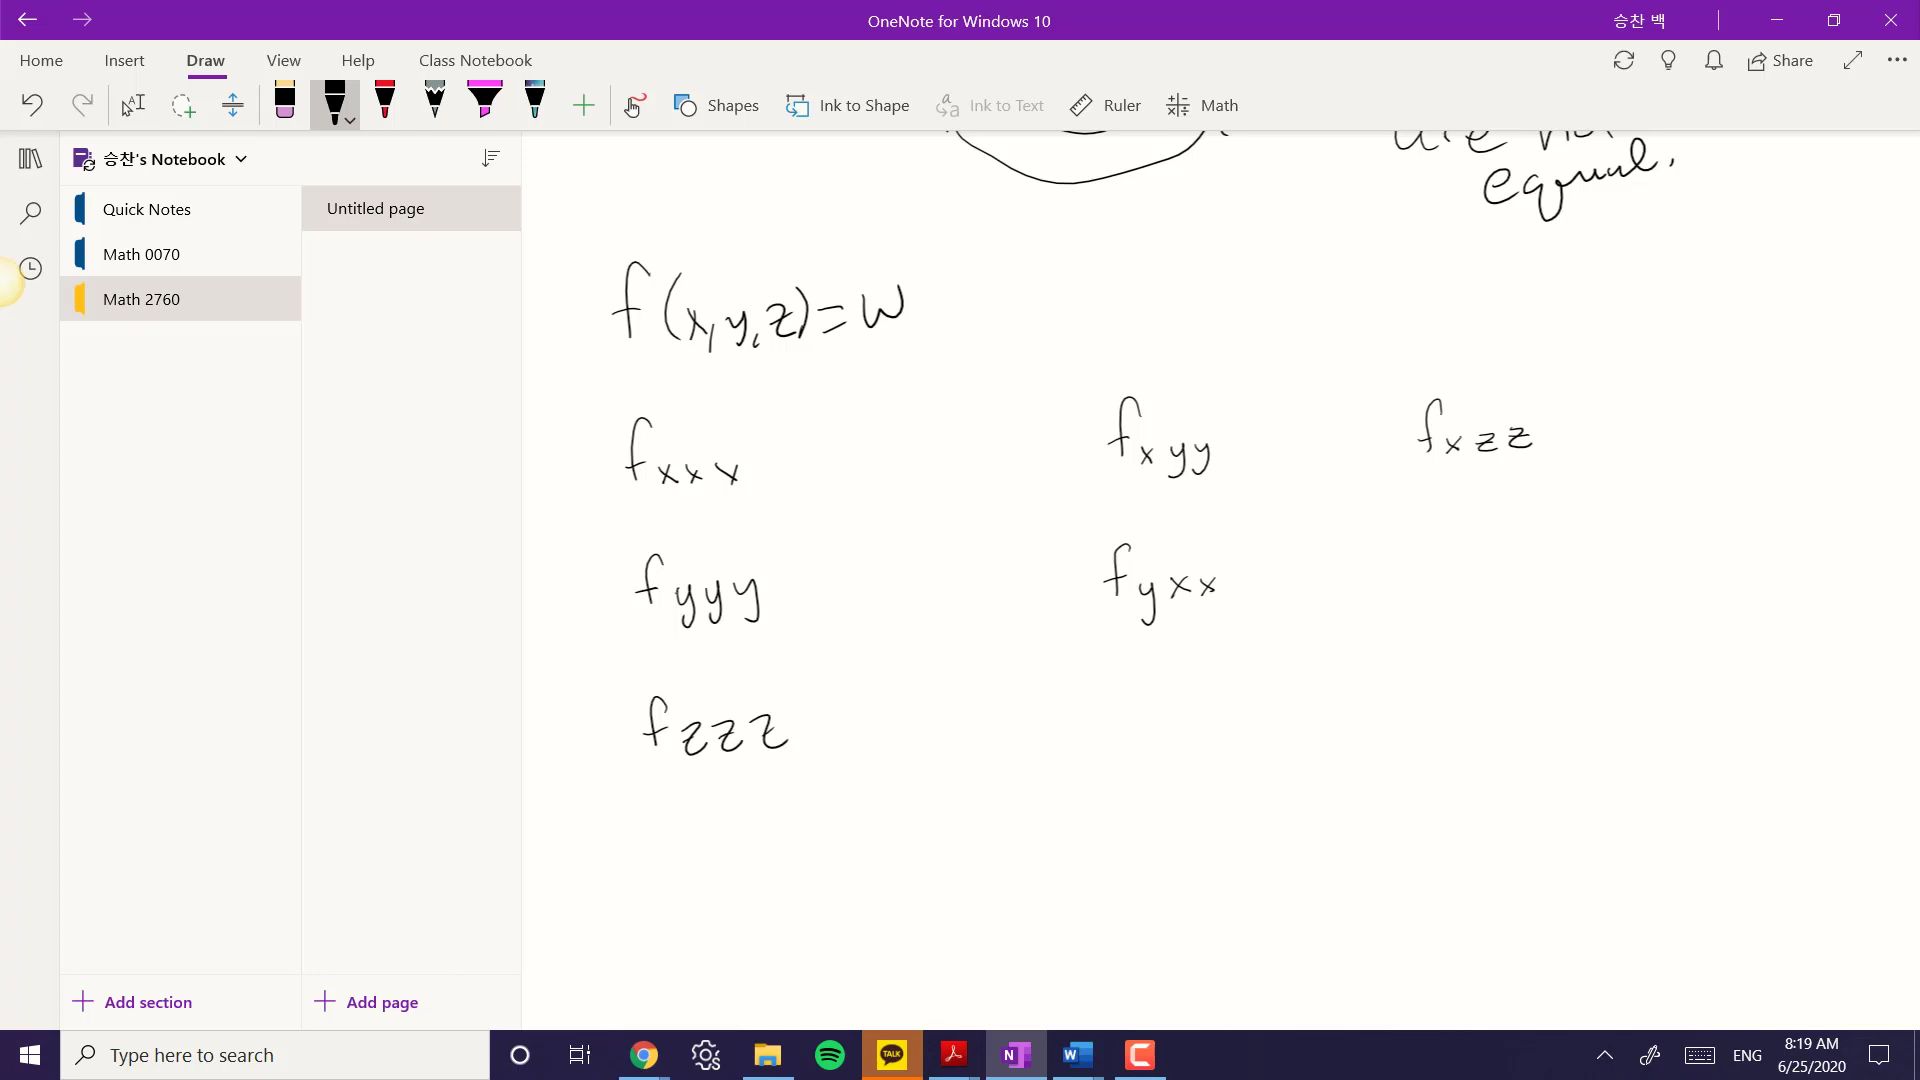 OneNote for Windows 10
승찬 백
Home Insert Draw View Help Class Notebook
Share
Shapes Ink to Shape Ink to Text Ruler Math
승찬's Notebook
Quick Notes
Math 0070
Math 2760
Untitled page
equal.
f(x,y,z)=w
fxxx fxyy fxzz
fyyy fyxx
fzzz
Add section
Add page
Type here to search
TALK
ENG
8:19 AM
6/25/2020